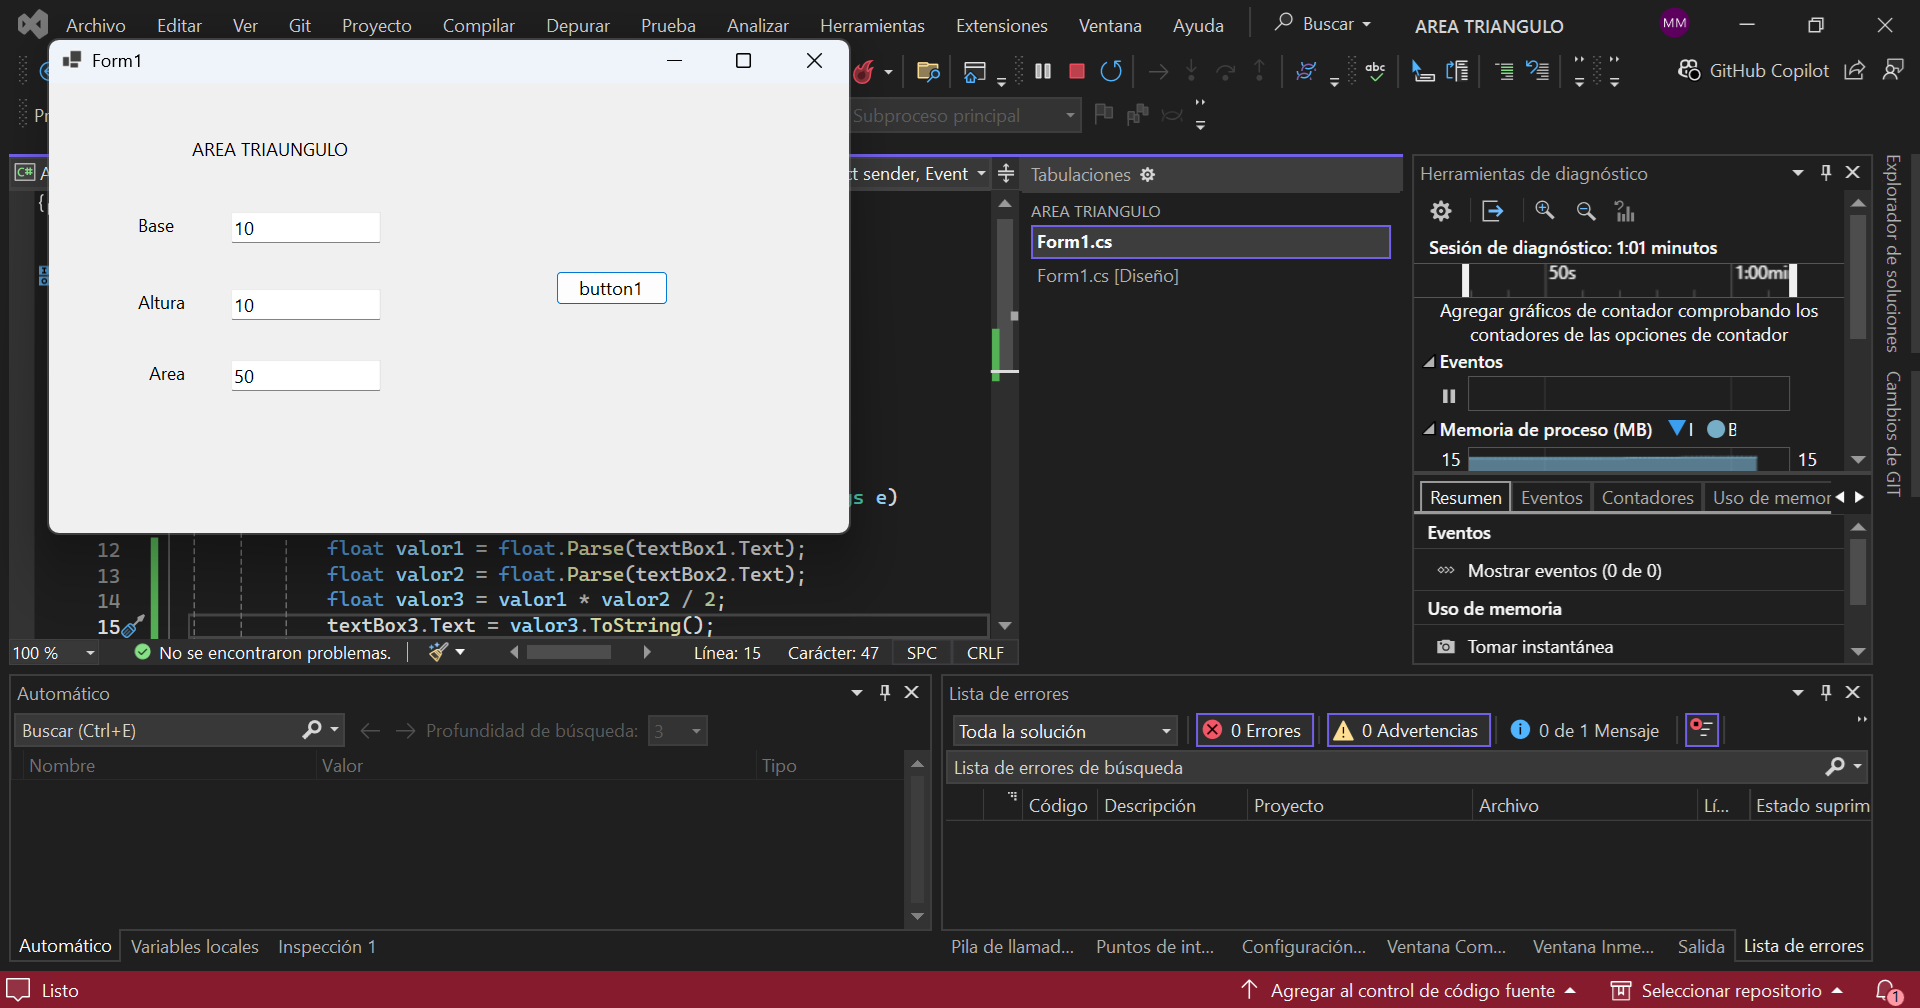 Archivo Editar Ver Git Proyecto Compilar Depurar Prueba Analizar Herramientas Extensiones Ventana Ayuda Buscar AREA TRIANGULO MM
Form1
GitHub Copilot
Subproceso principal
AREA TRIAUNGULO
Base 10
Altura 10
Area 50
button1
C# A
ct sender, Event
{
s e)
12 float valor1 = float.Parse(textBox1.Text);
13 float valor2 = float.Parse(textBox2.Text);
14 float valor3 = valor1 * valor2 / 2;
15 textBox3.Text = valor3.ToString();
100 % No se encontraron problemas. Línea: 15 Carácter: 47 SPC CRLF
Tabulaciones
AREA TRIANGULO
Form1.cs
Form1.cs [Diseño]
Herramientas de diagnóstico
Sesión de diagnóstico: 1:01 minutos
50s 1:00mi
Agregar gráficos de contador comprobando los
contadores de las opciones de contador
Eventos
Memoria de proceso (MB) I B
15 15
Resumen Eventos Contadores Uso de memor
Eventos
Mostrar eventos (0 de 0)
Uso de memoria
Tomar instantánea
Explorador de soluciones
Cambios de GIT
Automático
Buscar (Ctrl+E) Profundidad de búsqueda: 3
Nombre Valor Tipo
Automático Variables locales Inspección 1
Lista de errores
Toda la solución 0 Errores 0 Advertencias 0 de 1 Mensaje
Lista de errores de búsqueda
Código Descripción Proyecto Archivo Lí... Estado suprim
Pila de llamad... Puntos de int... Configuración... Ventana Com... Ventana Inme... Salida Lista de errores
Listo Agregar al control de código fuente Seleccionar repositorio 1